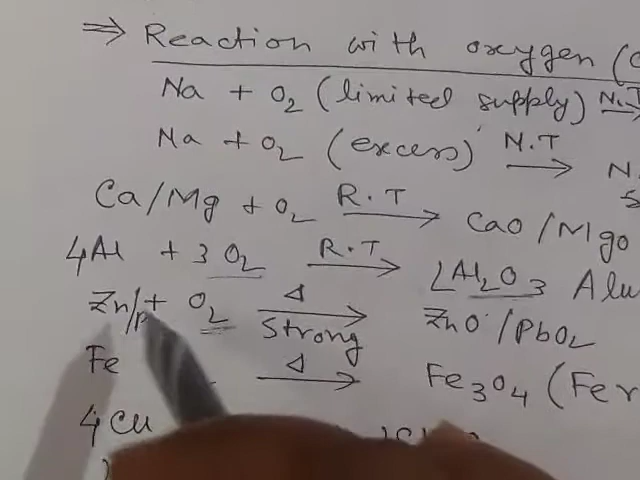 ⇒ Reaction with oxygen (
Na + O₂ (limited supply) N.T →
Na + O₂ (excess) N.T → N
Ca/Mg + O₂ R.T → CaO/MgO
4Al + 3O₂ R.T → 2Al₂O₃ Alu
Zn/p + O₂ Δ Strong → ZnO/PbO₂
Fe Δ → Fe₃O₄ (Fer
4Cu